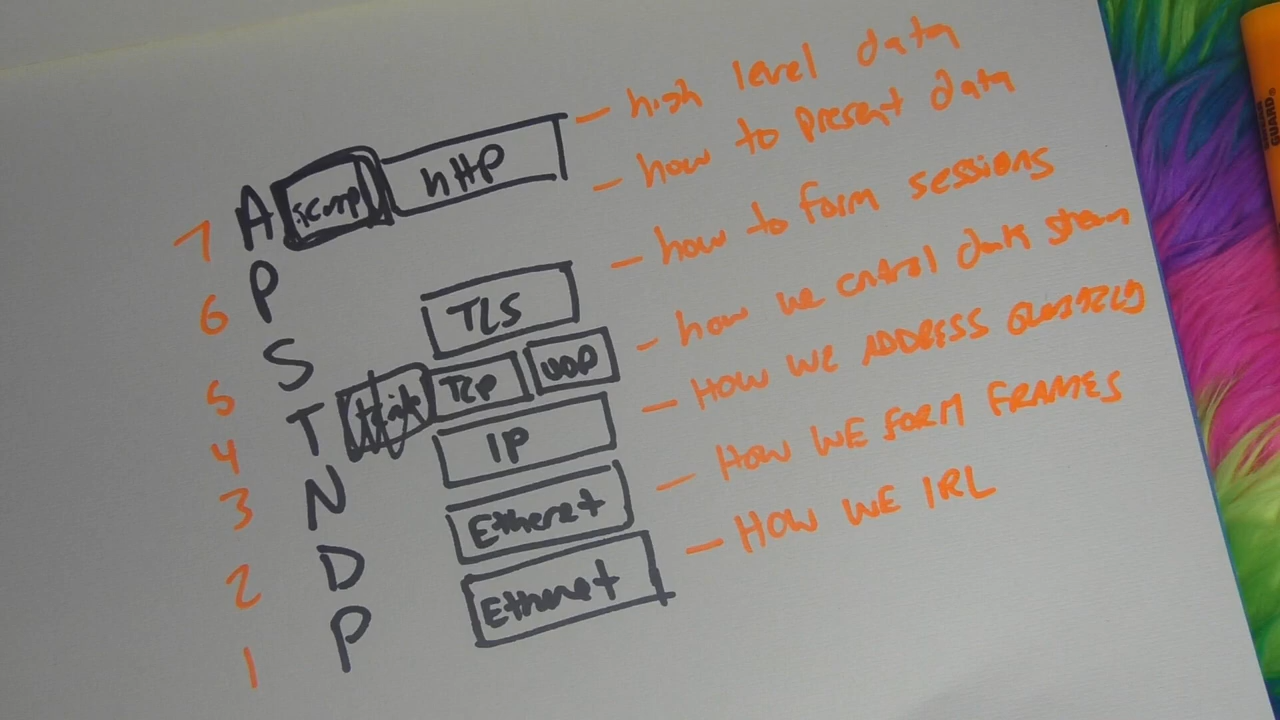 7 A http - high level data
6 P - how to present data
5 S TLS - how to form sessions
4 T TCP UDP - how we control data stream
3 N IP - HOW WE ADDRESS
2 D Ethernet - HOW WE FORM FRAMES
1 P Ethernet - HOW WE IRL
GUARD®